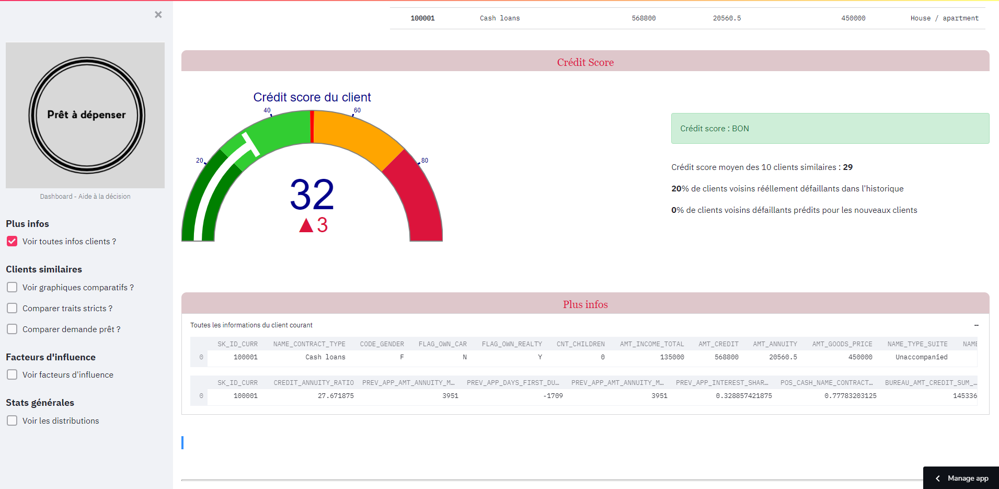 ×
Prêt à dépenser
Dashboard - Aide à la décision
Plus infos
Voir toutes infos clients ?
Clients similaires
Voir graphiques comparatifs ?
Comparer traits stricts ?
Comparer demande prêt ?
Facteurs d'influence
Voir facteurs d'influence
Stats générales
Voir les distributions
100001 Cash loans 568800 20560.5 450000 House / apartment
Crédit Score
Crédit score du client
20 40 60 80
32
▲3
Crédit score : BON
Crédit score moyen des 10 clients similaires : 29
20% de clients voisins réellement défaillants dans l'historique
0% de clients voisins défaillants prédits pour les nouveaux clients
Plus infos
Toutes les informations du client courant
SK_ID_CURR NAME_CONTRACT_TYPE CODE_GENDER FLAG_OWN_CAR FLAG_OWN_REALTY CNT_CHILDREN AMT_INCOME_TOTAL AMT_CREDIT AMT_ANNUITY AMT_GOODS_PRICE NAME_TYPE_SUITE NAME
0 100001 Cash loans F N Y 0 135000 568800 20560.5 450000 Unaccompanied
SK_ID_CURR CREDIT_ANNUITY_RATIO PREV_APP_AMT_ANNUITY_M… PREV_APP_DAYS_FIRST_DU… PREV_APP_AMT_ANNUITY_M… PREV_APP_INTEREST_SHAR… POS_CASH_NAME_CONTRACT… BUREAU_AMT_CREDIT_SUM_…
0 100001 27.671875 3951 -1709 3951 0.328857421875 0.77783203125 145336
Manage app